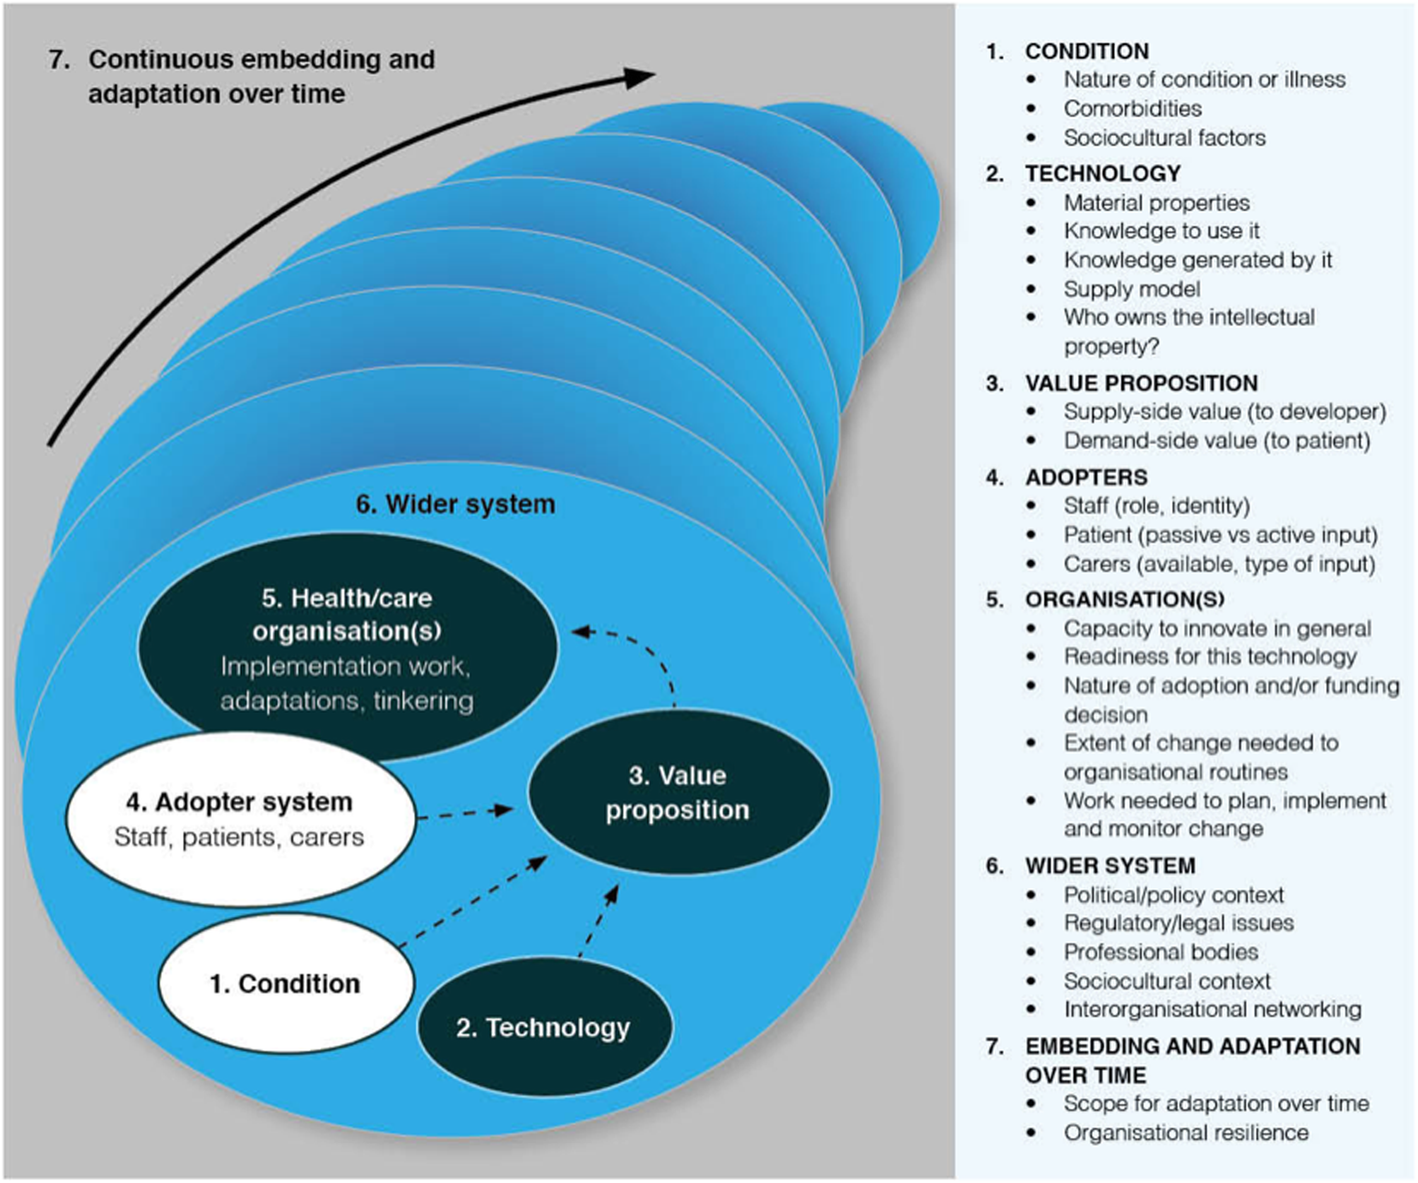 7. Continuous embedding and
adaptation over time
6. Wider system
5. Health/care
organisation(s)
Implementation work,
adaptations, tinkering
4. Adopter system
Staff, patients, carers
3. Value
proposition
1. Condition
2. Technology
1. CONDITION
• Nature of condition or illness
• Comorbidities
• Sociocultural factors
2. TECHNOLOGY
• Material properties
• Knowledge to use it
• Knowledge generated by it
• Supply model
• Who owns the intellectual
property?
3. VALUE PROPOSITION
• Supply-side value (to developer)
• Demand-side value (to patient)
4. ADOPTERS
• Staff (role, identity)
• Patient (passive vs active input)
• Carers (available, type of input)
5. ORGANISATION(S)
• Capacity to innovate in general
• Readiness for this technology
• Nature of adoption and/or funding
decision
• Extent of change needed to
organisational routines
• Work needed to plan, implement
and monitor change
6. WIDER SYSTEM
• Political/policy context
• Regulatory/legal issues
• Professional bodies
• Sociocultural context
• Interorganisational networking
7. EMBEDDING AND ADAPTATION
OVER TIME
• Scope for adaptation over time
• Organisational resilience